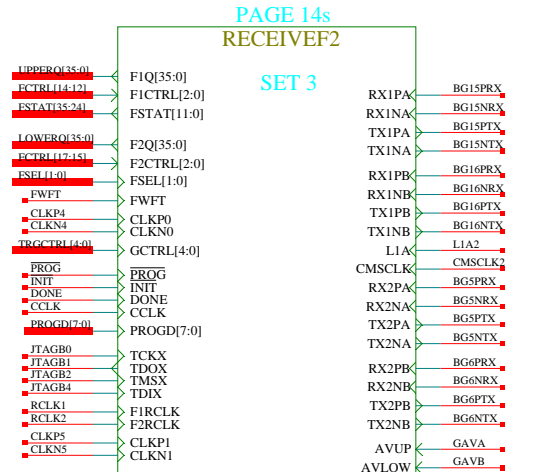 PAGE 14s
RECEIVEF2
SET 3
UPPERQ[35:0] F1Q[35:0]
FCTRL[14:12] F1CTRL[2:0] RX1PA BG15PRX
FSTAT[35:24] FSTAT[11:0] RX1NA BG15NRX
TX1PA BG15PTX
LOWERQ[35:0] F2Q[35:0] TX1NA BG15NTX
FCTRL[17:15] F2CTRL[2:0] RX1PB BG16PRX
FSEL[1:0] FSEL[1:0] RX1NB BG16NRX
FWFT FWFT TX1PB BG16PTX
CLKP4 CLKP0
CLKN4 CLKN0 TX1NB BG16NTX
TRGCTRL[4:0] GCTRL[4:0] L1A L1A2
PROG PROG CMSCLK CMSCLK2
INIT INIT RX2PA BG5PRX
DONE DONE RX2NA BG5NRX
CCLK CCLK TX2PA BG5PTX
PROGD[7:0] PROGD[7:0] TX2NA BG5NTX
JTAGB0 TCKX RX2PB BG6PRX
JTAGB1 TDOX
JTAGB2 TMSX RX2NB BG6NRX
JTAGB4 TDIX
RCLK1 F1RCLK TX2PB BG6PTX
RCLK2 F2RCLK TX2NB BG6NTX
CLKP5 CLKP1 AVUP GAVA
CLKN5 CLKN1 AVLOW GAVB